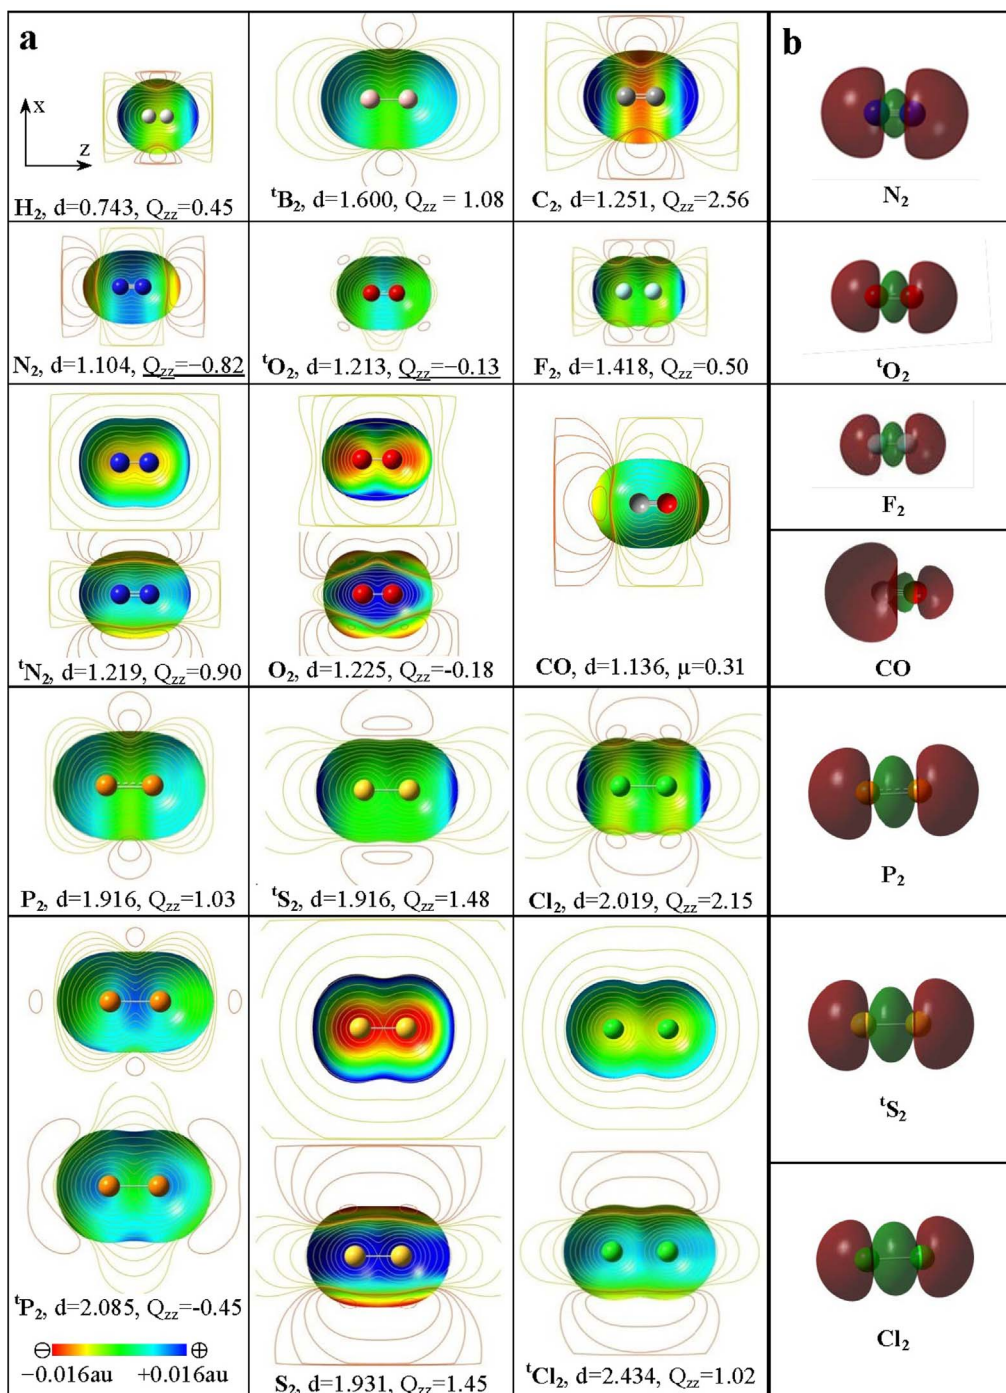 a
b
x
z
H₂, d=0.743, Qzz=0.45
ᵗB₂, d=1.600, Qzz = 1.08
C₂, d=1.251, Qzz=2.56
N₂
N₂, d=1.104, Qzz=−0.82
ᵗO₂, d=1.213, Qzz=−0.13
F₂, d=1.418, Qzz=0.50
ᵗO₂
F₂
ᵗN₂, d=1.219, Qzz=0.90
O₂, d=1.225, Qzz=-0.18
CO, d=1.136, μ=0.31
CO
P₂, d=1.916, Qzz=1.03
ᵗS₂, d=1.916, Qzz=1.48
Cl₂, d=2.019, Qzz=2.15
P₂
ᵗP₂, d=2.085, Qzz=-0.45
⊖ ⊕
−0.016au +0.016au
S₂, d=1.931, Qzz=1.45
ᵗCl₂, d=2.434, Qzz=1.02
ᵗS₂
Cl₂